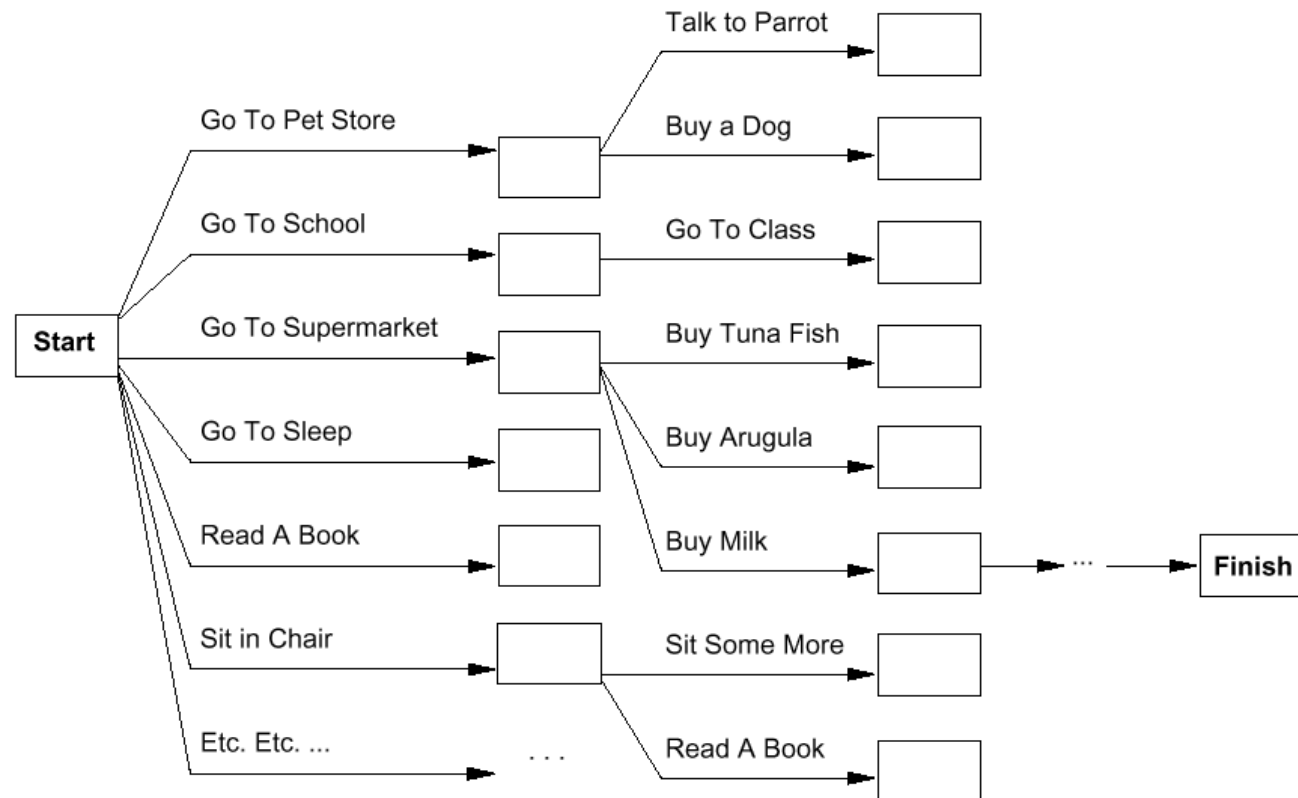 Talk to Parrot
Go To Pet Store
Buy a Dog
Go To School
Go To Class
Start
Go To Supermarket
Buy Tuna Fish
Go To Sleep
Buy Arugula
Read A Book
Buy Milk
...
Finish
Sit in Chair
Sit Some More
Etc. Etc. ...
. . .
Read A Book